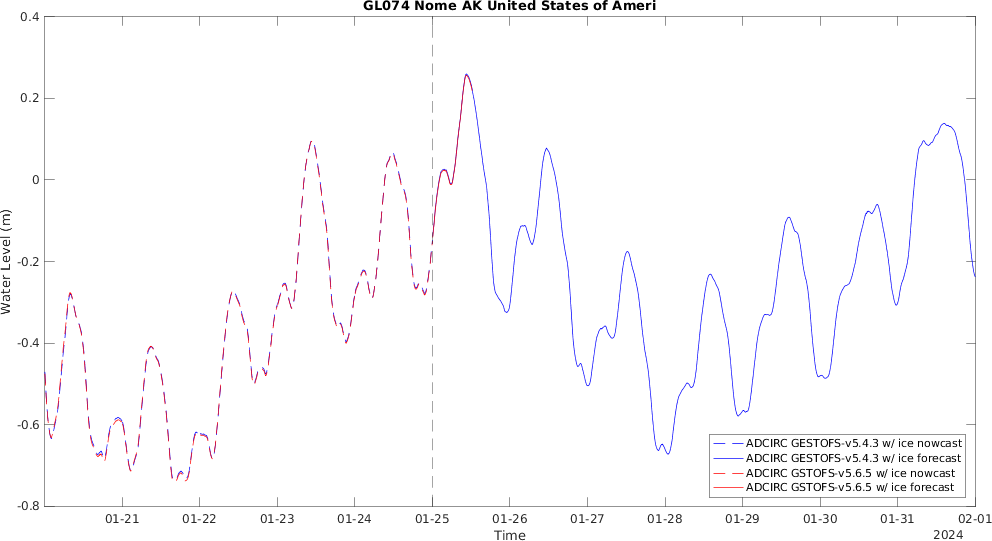 GL074 Nome AK United States of Ameri
Water Level (m)
0.4
0.2
0
-0.2
-0.4
-0.6
-0.8
ADCIRC GESTOFS-v5.4.3 w/ ice nowcast
ADCIRC GESTOFS-v5.4.3 w/ ice forecast
ADCIRC GSTOFS-v5.6.5 w/ ice nowcast
ADCIRC GSTOFS-v5.6.5 w/ ice forecast
01-21 01-22 01-23 01-24 01-25 01-26 01-27 01-28 01-29 01-30 01-31 02-01
Time
2024